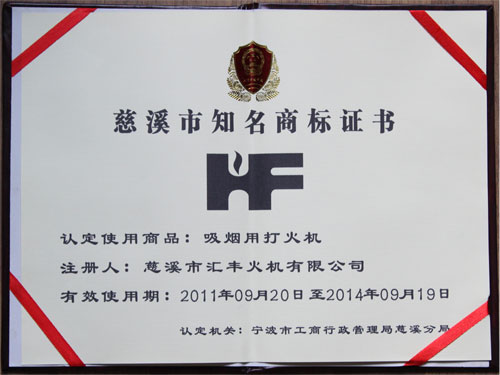 慈溪市知名商标证书
HF
认定使用商品：吸烟用打火机
注册人：慈溪市汇丰火机有限公司
有效使用期：2011年09月20日至2014年09月19日
认定机关：宁波市工商行政管理局慈溪分局